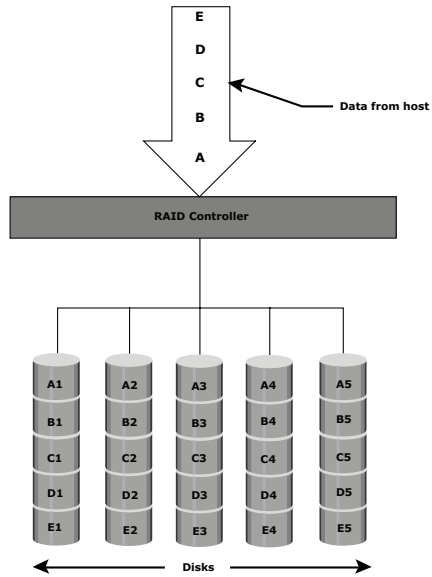 E
D
C
Data from host
B
A
RAID Controller
A1 A2 A3 A4 A5
B1 B2 B3 B4 B5
C1 C2 C3 C4 C5
D1 D2 D3 D4 D5
E1 E2 E3 E4 E5
Disks